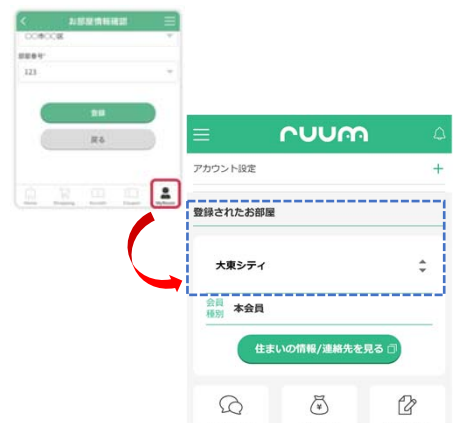 お部屋情報確認
〇〇市〇〇区
部屋番号*
123
登録
戻る
Home Shopping Account Coupon MyRoom
ruum
アカウント設定 +
登録されたお部屋
大東シティ
会員種別 本会員
住まいの情報/連絡先を見る